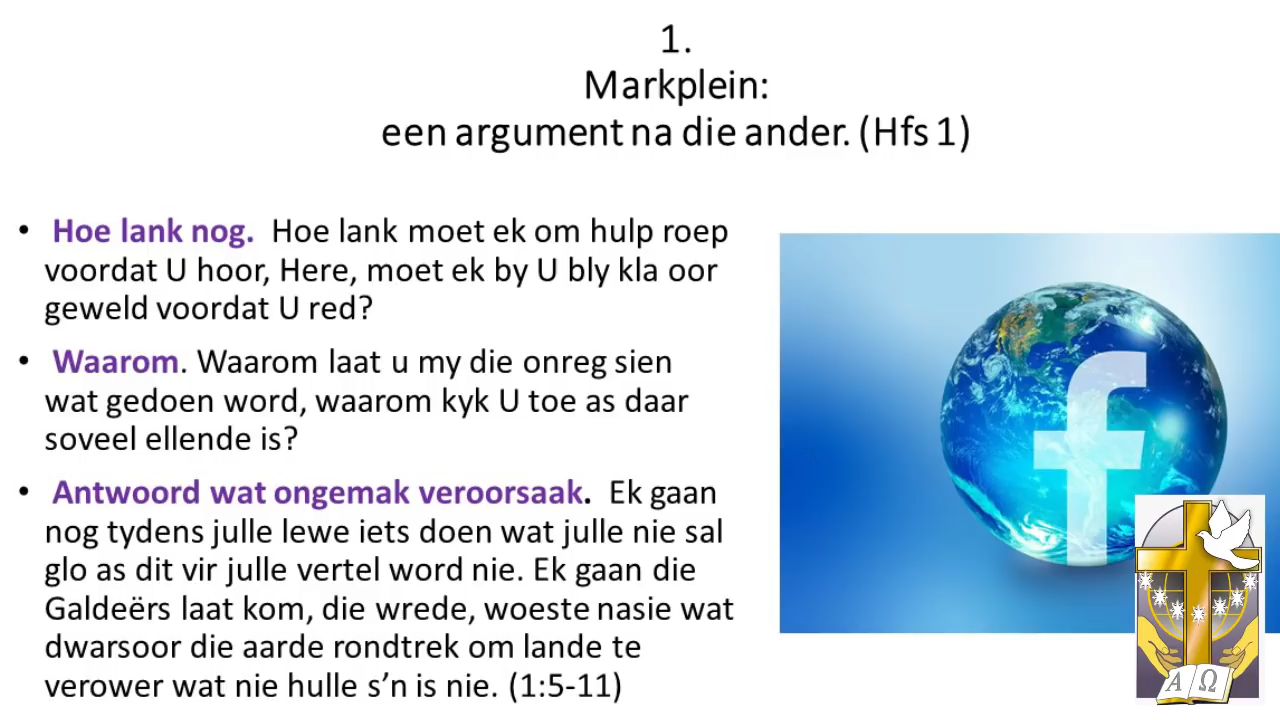 1.
Markplein:
een argument na die ander. (Hfs 1)
• Hoe lank nog. Hoe lank moet ek om hulp roep
voordat U hoor, Here, moet ek by U bly kla oor
geweld voordat U red?
• Waarom. Waarom laat u my die onreg sien
wat gedoen word, waarom kyk U toe as daar
soveel ellende is?
• Antwoord wat ongemak veroorsaak. Ek gaan
nog tydens julle lewe iets doen wat julle nie sal
glo as dit vir julle vertel word nie. Ek gaan die
Galdeërs laat kom, die wrede, woeste nasie wat
dwarsoor die aarde rondtrek om lande te
verower wat nie hulle s’n is nie. (1:5-11)
f
A Ω